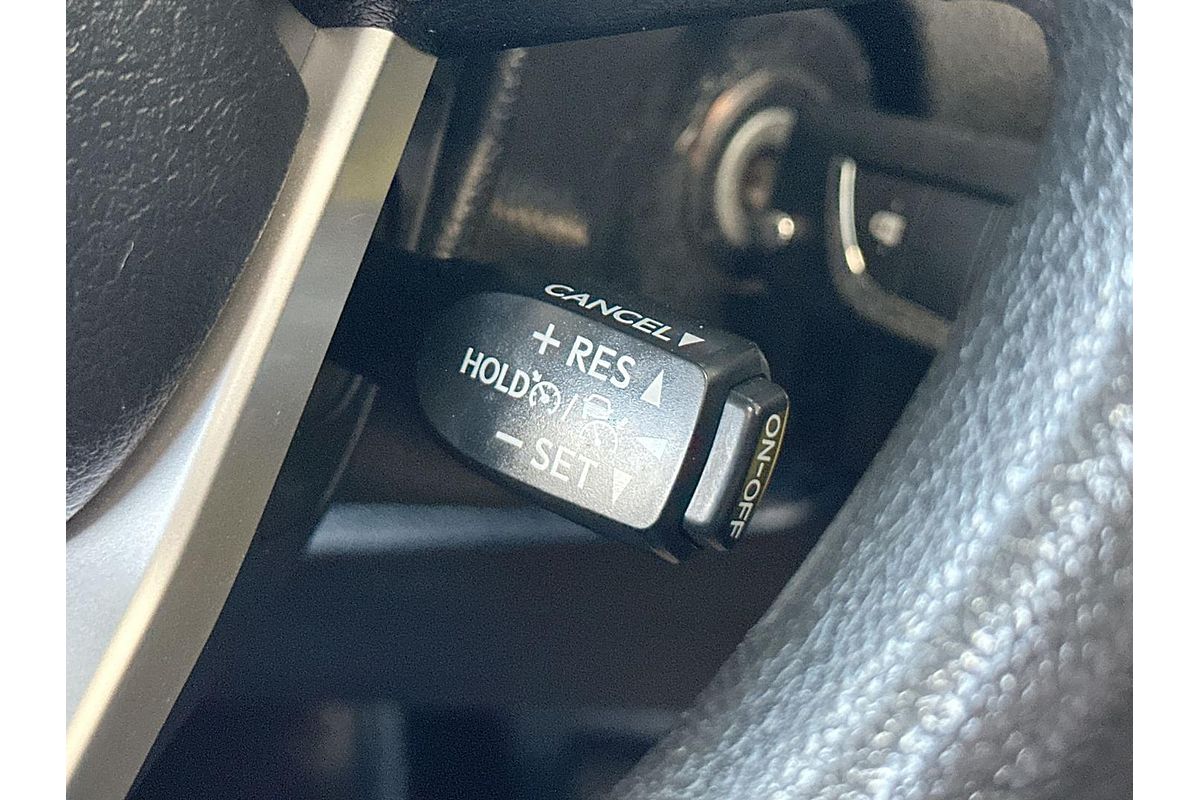 CANCEL ▼
+ RES ▲
HOLD /
- SET ▼
ON-OFF